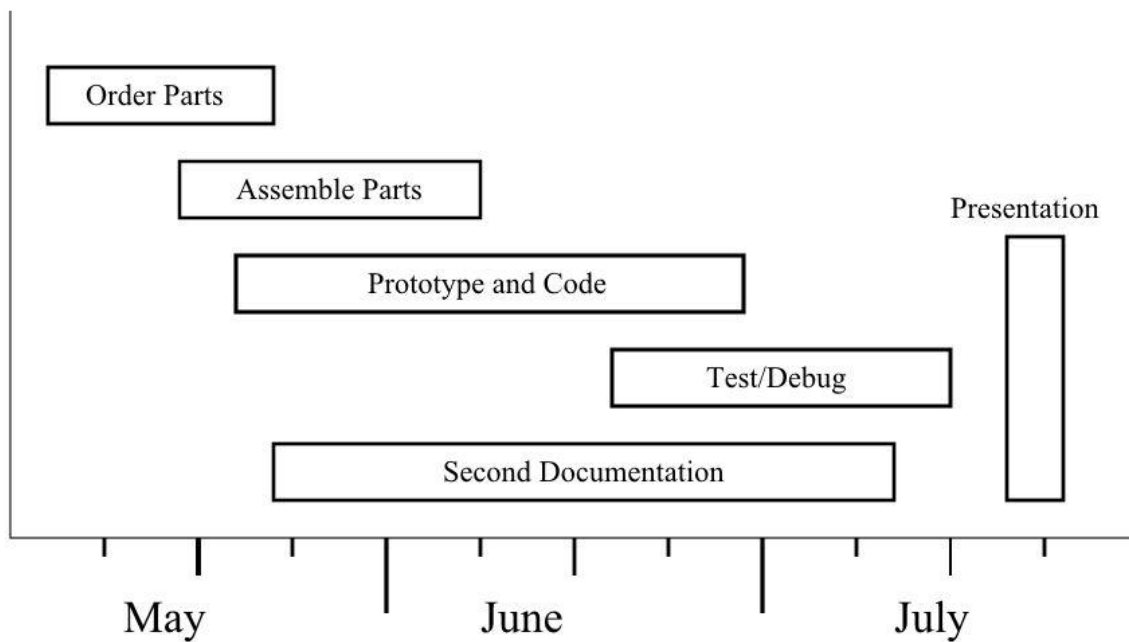 Order Parts
Assemble Parts
Presentation
Prototype and Code
Test/Debug
Second Documentation
May June July